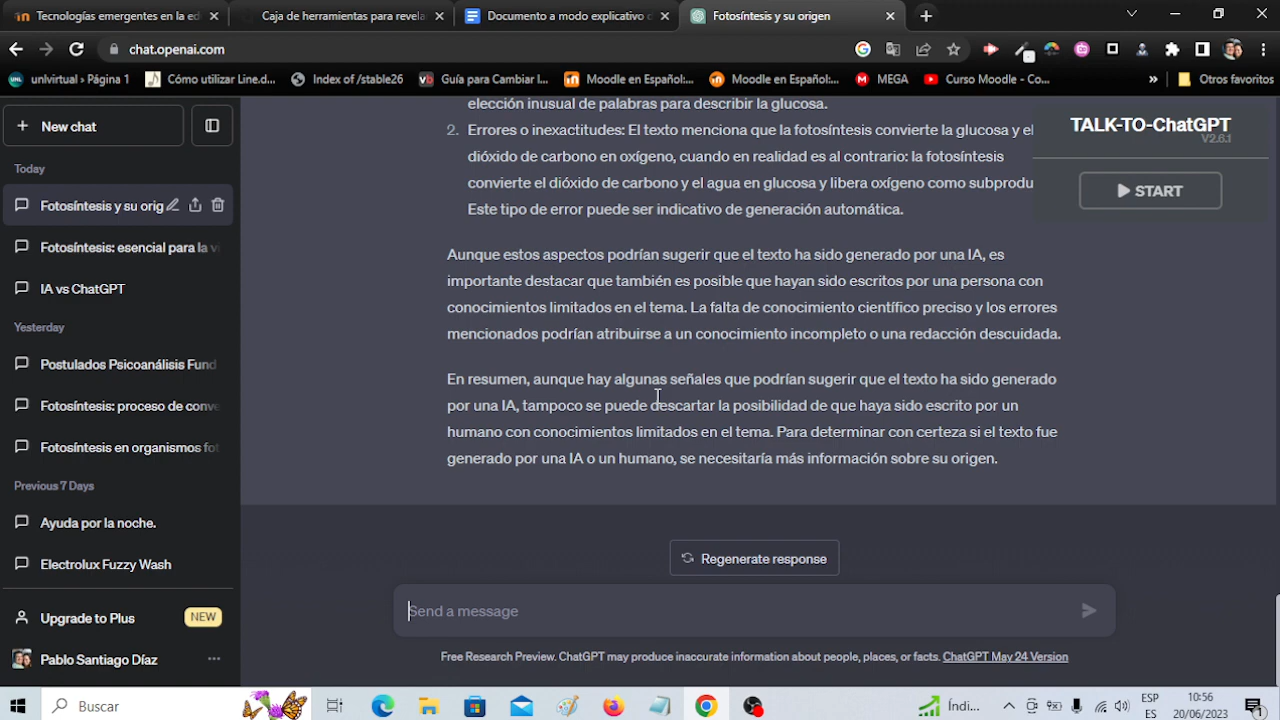 Tecnologías emergentes en la ed
Caja de herramientas para revela
Documento a modo explicativo d
Fotosíntesis y su origen
chat.openai.com
unlvirtual › Página 1
Cómo utilizar Line.d...
Index of /stable26
Guía para Cambiar l...
Moodle en Español:...
Moodle en Español:...
MEGA
Curso Moodle - Co...
»
Otros favoritos
New chat
Today
Fotosíntesis y su orig
Fotosíntesis: esencial para la v
IA vs ChatGPT
Yesterday
Postulados Psicoanálisis Fund
Fotosíntesis: proceso de conve
Fotosíntesis en organismos fot
Previous 7 Days
Ayuda por la noche.
Electrolux Fuzzy Wash
Upgrade to Plus NEW
Pablo Santiago Díaz
elección inusual de palabras para describir la glucosa.
2. Errores o inexactitudes: El texto menciona que la fotosíntesis convierte la glucosa y el
dióxido de carbono en oxígeno, cuando en realidad es al contrario: la fotosíntesis
convierte el dióxido de carbono y el agua en glucosa y libera oxígeno como subprodu
Este tipo de error puede ser indicativo de generación automática.
Aunque estos aspectos podrían sugerir que el texto ha sido generado por una IA, es
importante destacar que también es posible que hayan sido escritos por una persona con
conocimientos limitados en el tema. La falta de conocimiento científico preciso y los errores
mencionados podrían atribuirse a un conocimiento incompleto o una redacción descuidada.
En resumen, aunque hay algunas señales que podrían sugerir que el texto ha sido generado
por una IA, tampoco se puede descartar la posibilidad de que haya sido escrito por un
humano con conocimientos limitados en el tema. Para determinar con certeza si el texto fue
generado por una IA o un humano, se necesitaría más información sobre su origen.
TALK-TO-ChatGPT
V2.6.1
START
Regenerate response
Send a message
Free Research Preview. ChatGPT may produce inaccurate information about people, places, or facts. ChatGPT May 24 Version
Buscar
Índi...
ESP
ES
10:56
20/06/2023
1